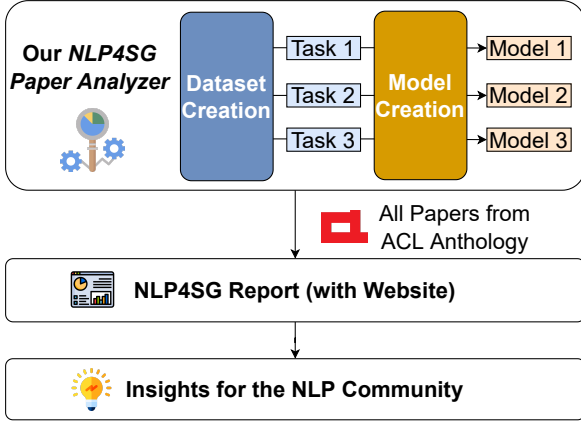 Our NLP4SG
Paper Analyzer
Dataset
Creation
Task 1
Task 2
Task 3
Model
Creation
Model 1
Model 2
Model 3
All Papers from
ACL Anthology
NLP4SG Report (with Website)
Insights for the NLP Community